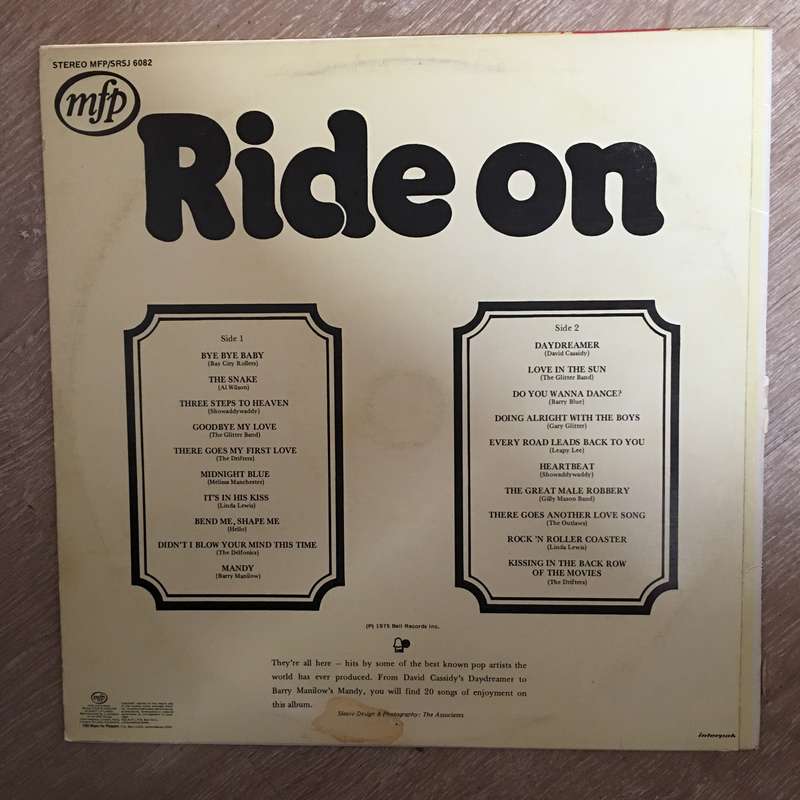 STEREO MFP/SRSJ 6082
mfp
Ride on
Side 1
BYE BYE BABY
(Bay City Rollers)
THE SNAKE
(Al Wilson)
THREE STEPS TO HEAVEN
(Showaddywaddy)
GOODBYE MY LOVE
(The Glitter Band)
THERE GOES MY FIRST LOVE
(The Drifters)
MIDNIGHT BLUE
(Melissa Manchester)
IT'S IN HIS KISS
(Linda Lewis)
BEND ME, SHAPE ME
(Hello)
DIDN'T I BLOW YOUR MIND THIS TIME
(The Delfonics)
MANDY
(Barry Manilow)
Side 2
DAYDREAMER
(David Cassidy)
LOVE IN THE SUN
(The Glitter Band)
DO YOU WANNA DANCE?
(Barry Blue)
DOING ALRIGHT WITH THE BOYS
(Gary Glitter)
EVERY ROAD LEADS BACK TO YOU
(Leapy Lee)
HEARTBEAT
(Showaddywaddy)
THE GREAT MALE ROBBERY
(Gilly Mason Band)
THERE GOES ANOTHER LOVE SONG
(The Outlaws)
ROCK 'N ROLLER COASTER
(Linda Lewis)
KISSING IN THE BACK ROW
OF THE MOVIES
(The Drifters)
(P) 1975 Bell Records Inc.
They're all here – hits by some of the best known pop artists the
world has ever produced. From David Cassidy's Daydreamer to
Barry Manilow's Mandy, you will find 20 songs of enjoyment on
this album.
Sleeve Design & Photography: The Associates
mfp
interpak